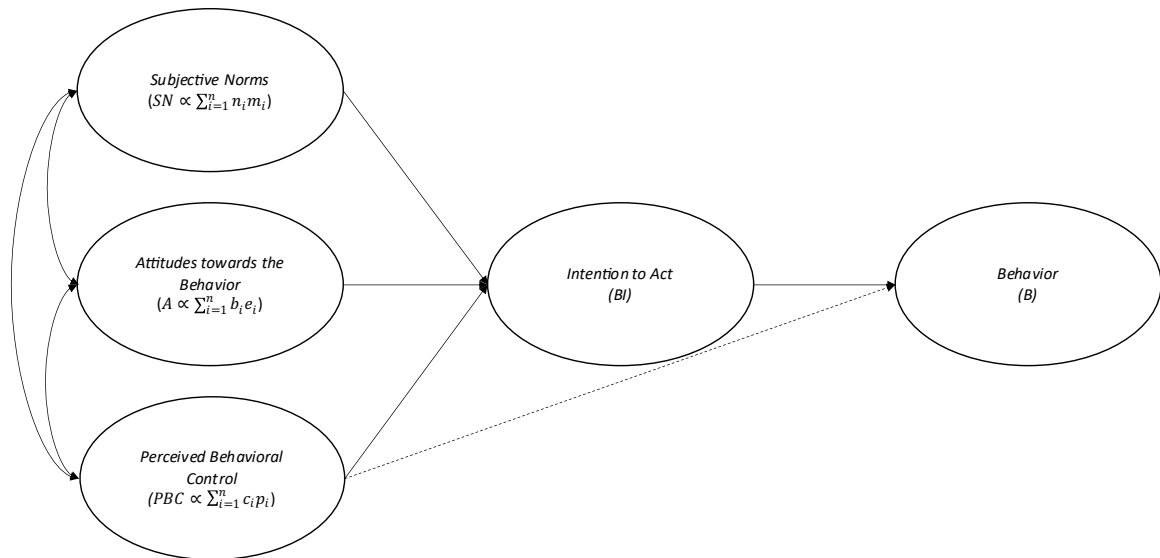 Subjective Norms
(SN ∝ ∑ⁿᵢ₌₁ nᵢmᵢ)
Attitudes towards the
Behavior
(A ∝ ∑ⁿᵢ₌₁ bᵢeᵢ)
Perceived Behavioral
Control
(PBC ∝ ∑ⁿᵢ₌₁ cᵢpᵢ)
Intention to Act
(BI)
Behavior
(B)